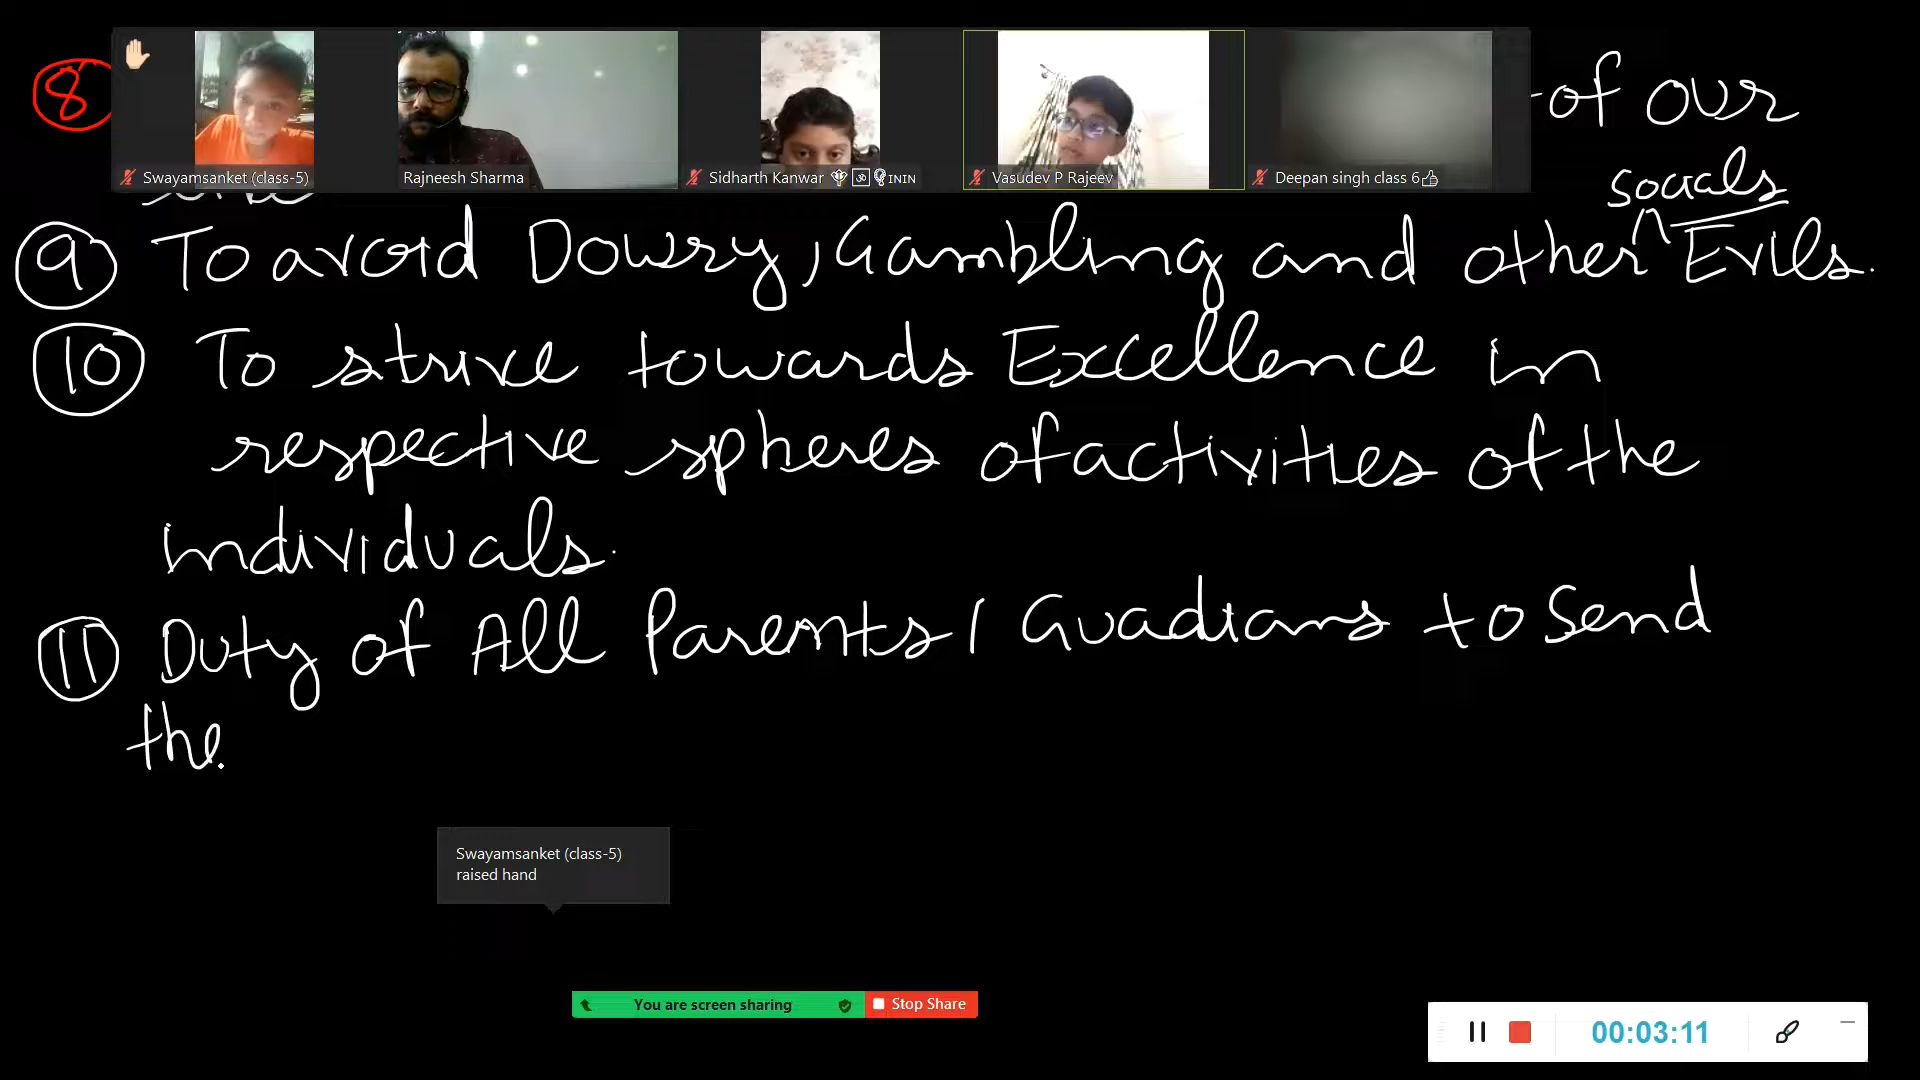 Swayamsanket (class-5)
Rajneesh Sharma
Sidharth Kanwar ININ
Vasudev P Rajeev
Deepan singh class 6
8
of our
socials
9 To avoid Dowry, Gambling and other Evils.
10 To strive towards Excellence in
respective spheres of activities of the
individuals.
11 Duty of All Parents/ Guadians to Send
the
Swayamsanket (class-5)
raised hand
You are screen sharing
Stop Share
00:03:11